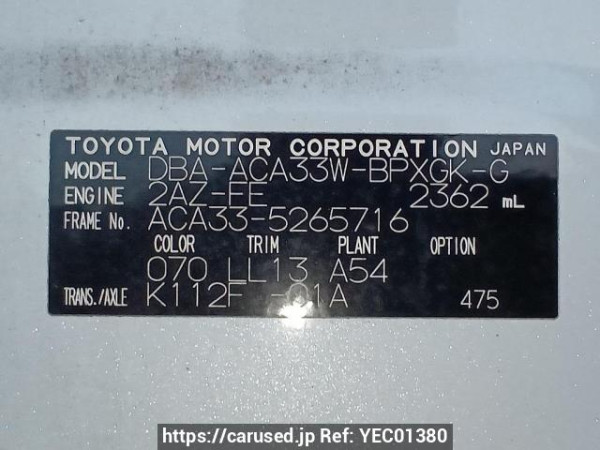 TOYOTA MOTOR CORPORATION JAPAN
MODEL DBA-ACA33W-BPXGK-G
ENGINE 2AZ-FE 2362 mL
FRAME No. ACA33-5265716
COLOR TRIM PLANT OPTION
070 LL13 A54
TRANS./AXLE K112F -01A 475
https://carused.jp Ref: YEC01380